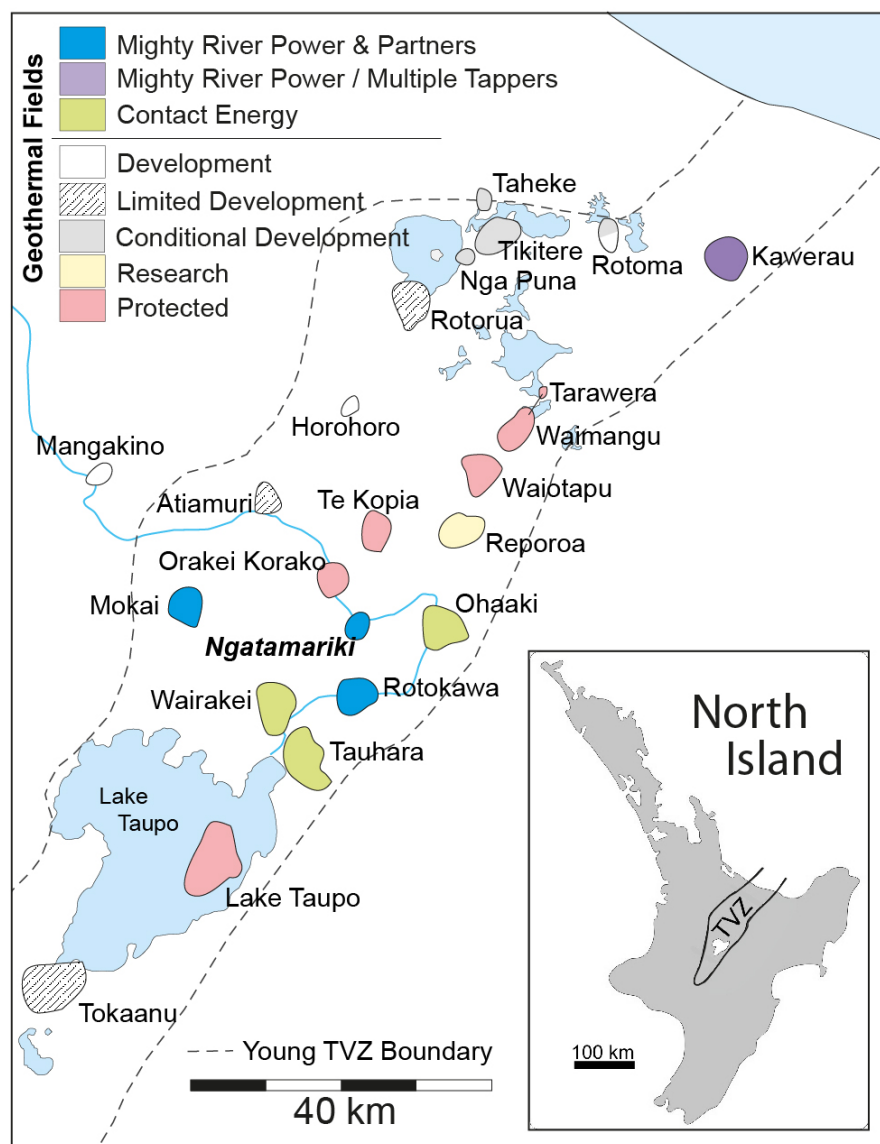 Geothermal Fields
Mighty River Power & Partners
Mighty River Power / Multiple Tappers
Contact Energy
Development
Limited Development
Conditional Development
Research
Protected
Taheke
Tikitere
Nga Puna
Rotoma
Kawerau
Rotorua
Tarawera
Horohoro
Waimangu
Mangakino
Waiotapu
Atiamuri
Te Kopia
Reporoa
Orakei Korako
Mokai
Ohaaki
Ngatamariki
Wairakei
Rotokawa
Tauhara
Lake
Taupo
Lake Taupo
Tokaanu
Young TVZ Boundary
40 km
North
Island
TVZ
100 km